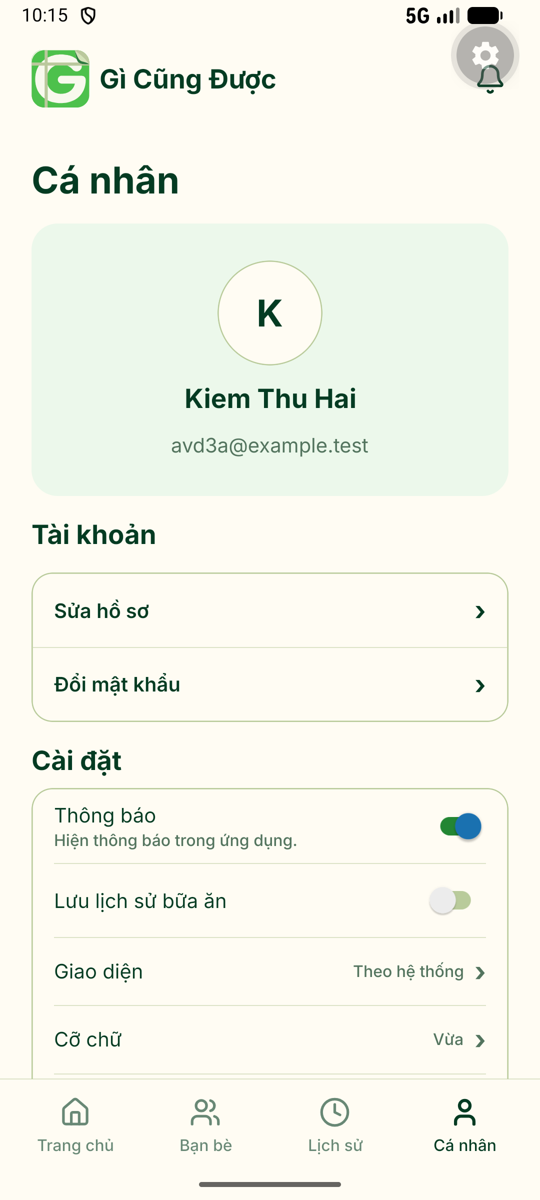 10:15
5G
Gì Cũng Được
Cá nhân
K
Kiem Thu Hai
avd3a@example.test
Tài khoản
Sửa hồ sơ
Đổi mật khẩu
Cài đặt
Thông báo
Hiện thông báo trong ứng dụng.
Lưu lịch sử bữa ăn
Giao diện Theo hệ thống
Cỡ chữ Vừa
Trang chủ Bạn bè Lịch sử Cá nhân